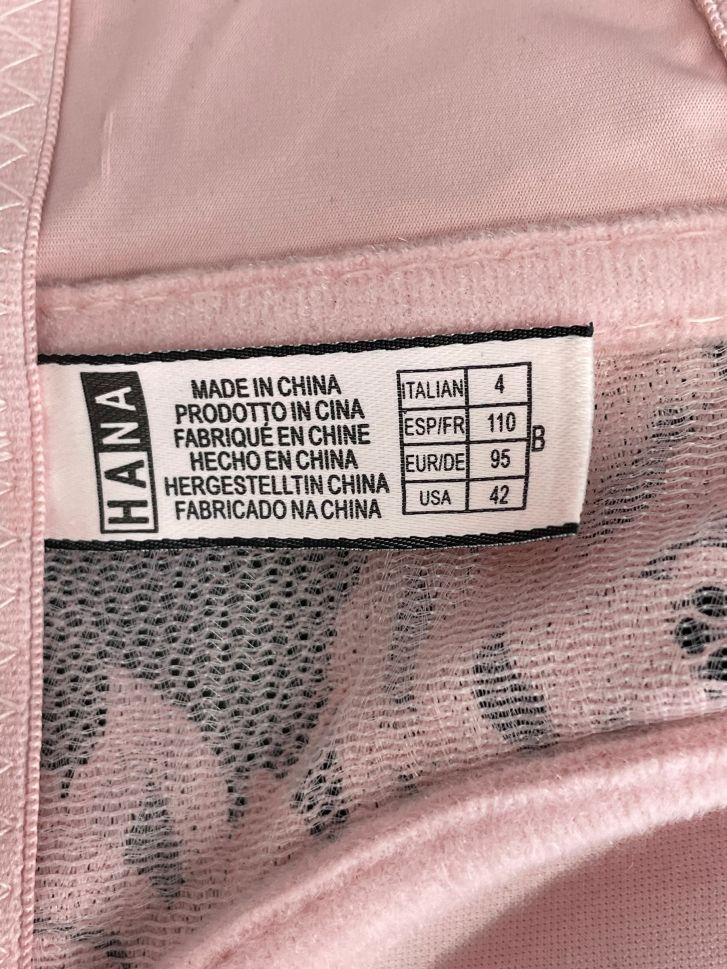 HANA
MADE IN CHINA
PRODOTTO IN CINA
FABRIQUÉ EN CHINE
HECHO EN CHINA
HERGESTELLTIN CHINA
FABRICADO NA CHINA
ITALIAN 4
ESP/FR 110
EUR/DE 95
USA 42
B